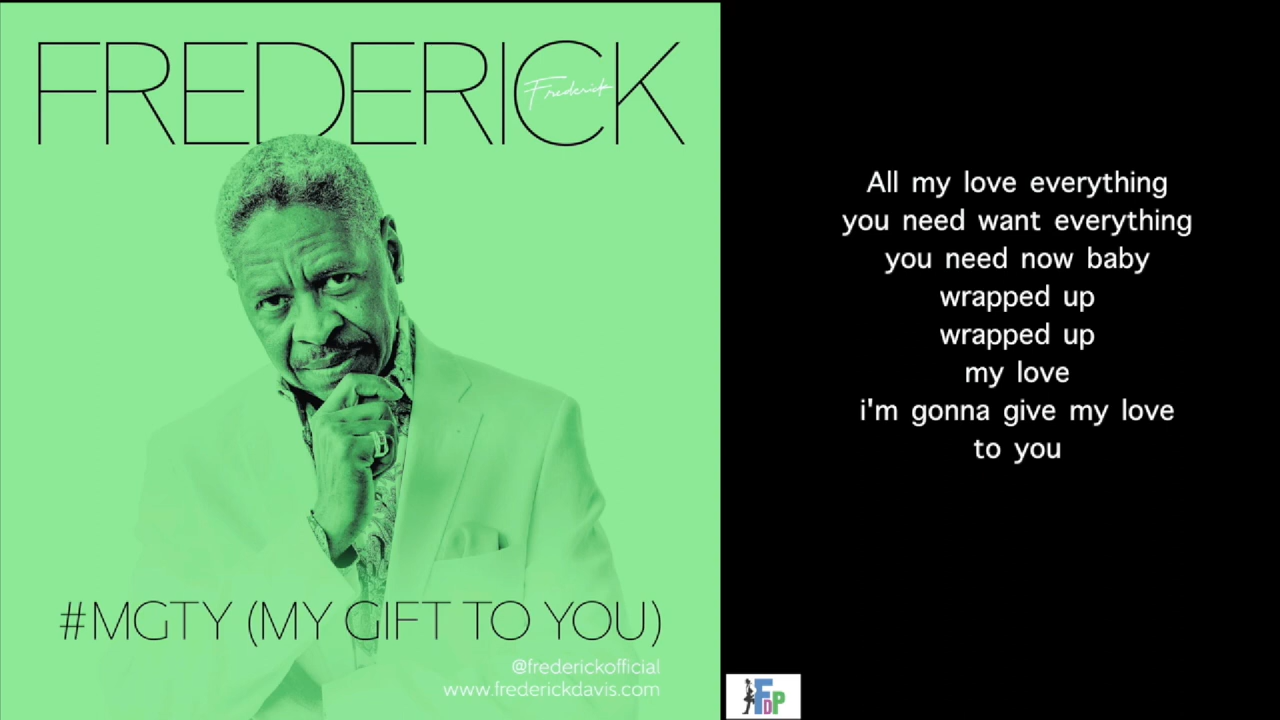 FREDERICK
Frederick
#MGTY (MY GIFT TO YOU)
@frederickofficial
www.frederickdavis.com
All my love everything
you need want everything
you need now baby
wrapped up
wrapped up
my love
i'm gonna give my love
to you
FDP